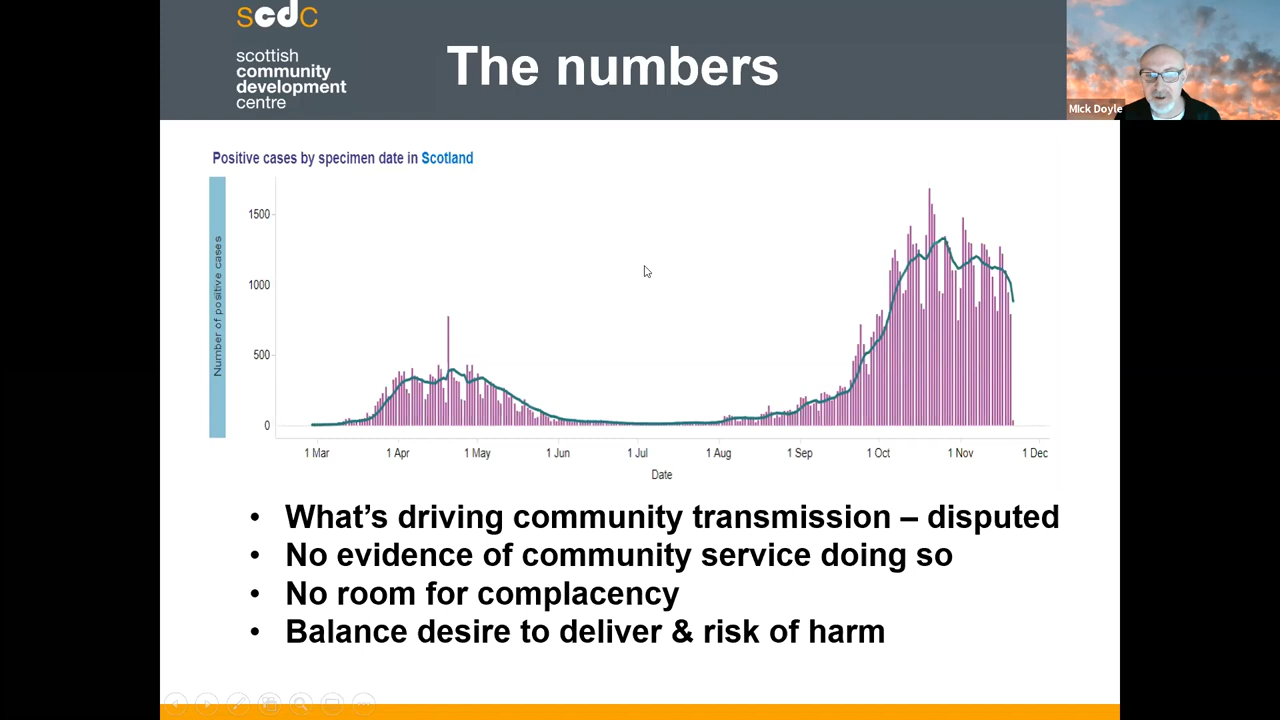 scdc
scottish
community
development
centre
The numbers
Mick Doyle
Positive cases by specimen date in Scotland
Number of positive cases
1500
1000
500
0
1 Mar 1 Apr 1 May 1 Jun 1 Jul 1 Aug 1 Sep 1 Oct 1 Nov 1 Dec
Date
• What’s driving community transmission – disputed
• No evidence of community service doing so
• No room for complacency
• Balance desire to deliver & risk of harm